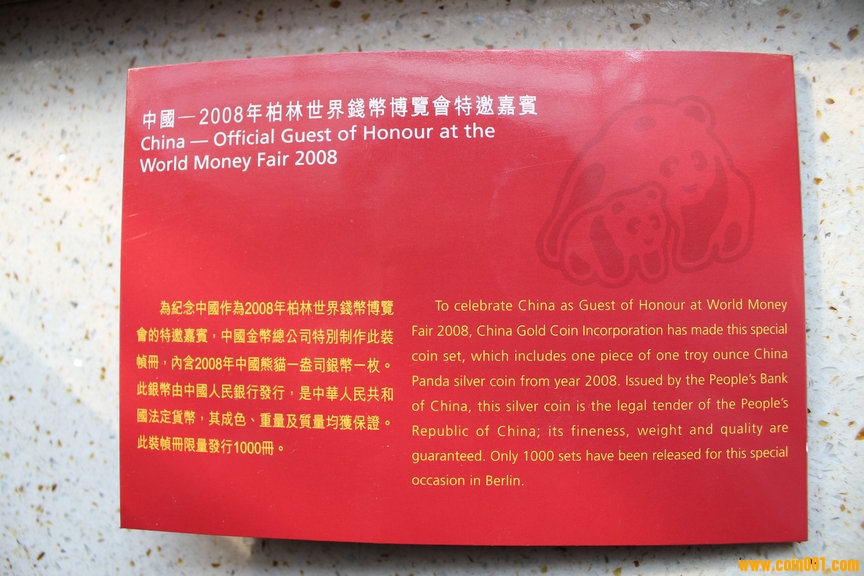 中國—2008年柏林世界錢幣博覽會特邀嘉賓
China — Official Guest of Honour at the
World Money Fair 2008
為紀念中國作為2008年柏林世界錢幣博覽
會的特邀嘉賓，中國金幣總公司特別制作此裝
幀冊，內含2008年中國熊貓一盎司銀幣一枚。
此銀幣由中國人民銀行發行，是中華人民共和
國法定貨幣，其成色、重量及質量均獲保證。
此裝幀冊限量發行1000冊。
To celebrate China as Guest of Honour at World Money
Fair 2008, China Gold Coin Incorporation has made this special
coin set, which includes one piece of one troy ounce China
Panda silver coin from year 2008. Issued by the People's Bank
of China, this silver coin is the legal tender of the People's
Republic of China; its fineness, weight and quality are
guaranteed. Only 1000 sets have been released for this special
occasion in Berlin.
www.com001.com